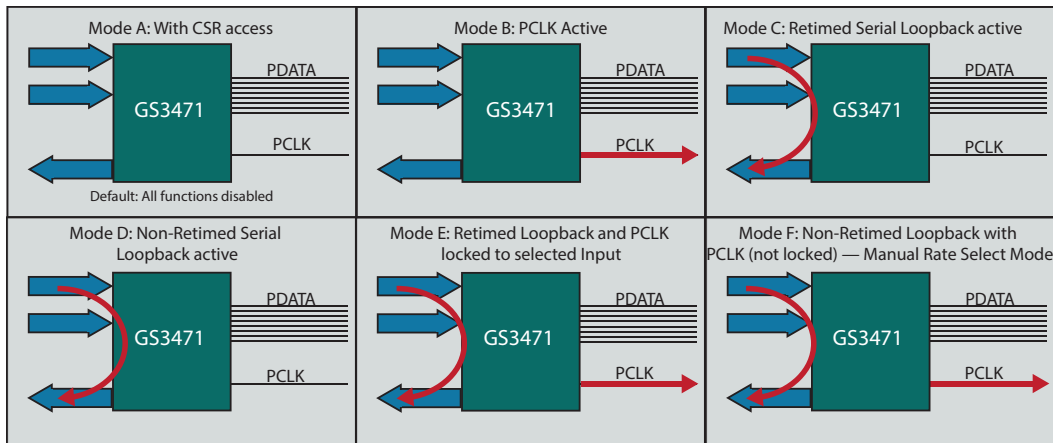 Mode A: With CSR access
PDATA
GS3471
PCLK
Default: All functions disabled
Mode B: PCLK Active
PDATA
GS3471
PCLK
Mode C: Retimed Serial Loopback active
PDATA
GS3471
PCLK
Mode D: Non-Retimed Serial
Loopback active
PDATA
GS3471
PCLK
Mode E: Retimed Loopback and PCLK
locked to selected Input
PDATA
GS3471
PCLK
Mode F: Non-Retimed Loopback with
PCLK (not locked) — Manual Rate Select Mode
PDATA
GS3471
PCLK